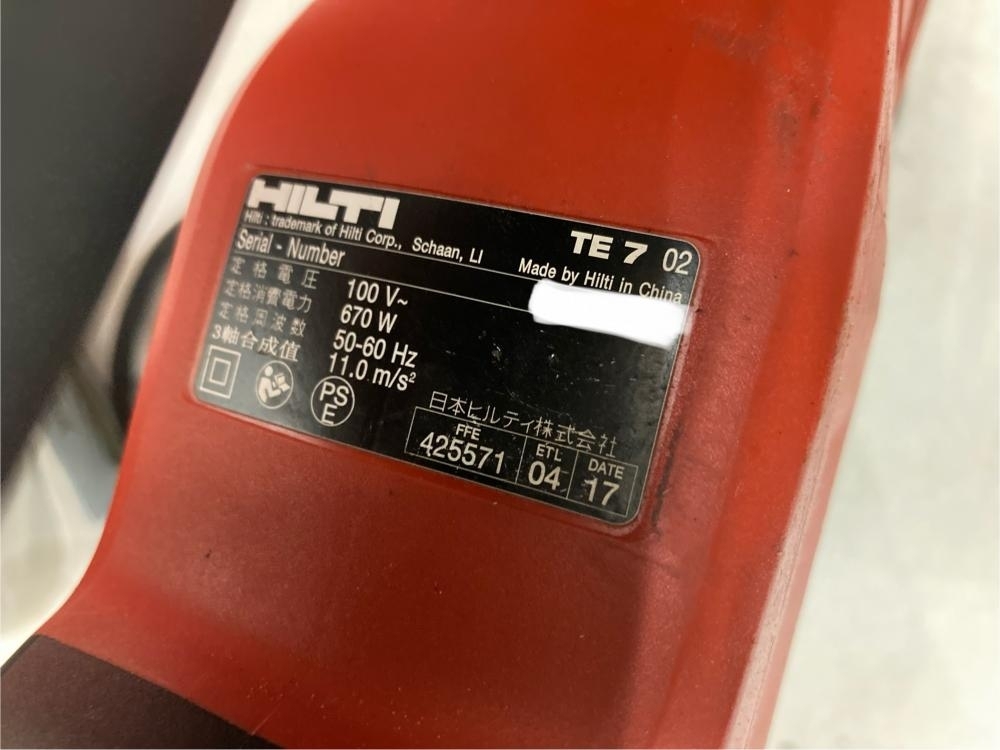 HILTI
TE 7 02
Hilti : trademark of Hilti Corp., Schaan, LI
Made by Hilti in China
Serial - Number
定格電圧 100 V~
定格消費電力 670 W
定格周波数 50-60 Hz
3軸合成値 11.0 m/s²
PS
E
日本ヒルティ株式会社
FFE ETL DATE
425571 04 17